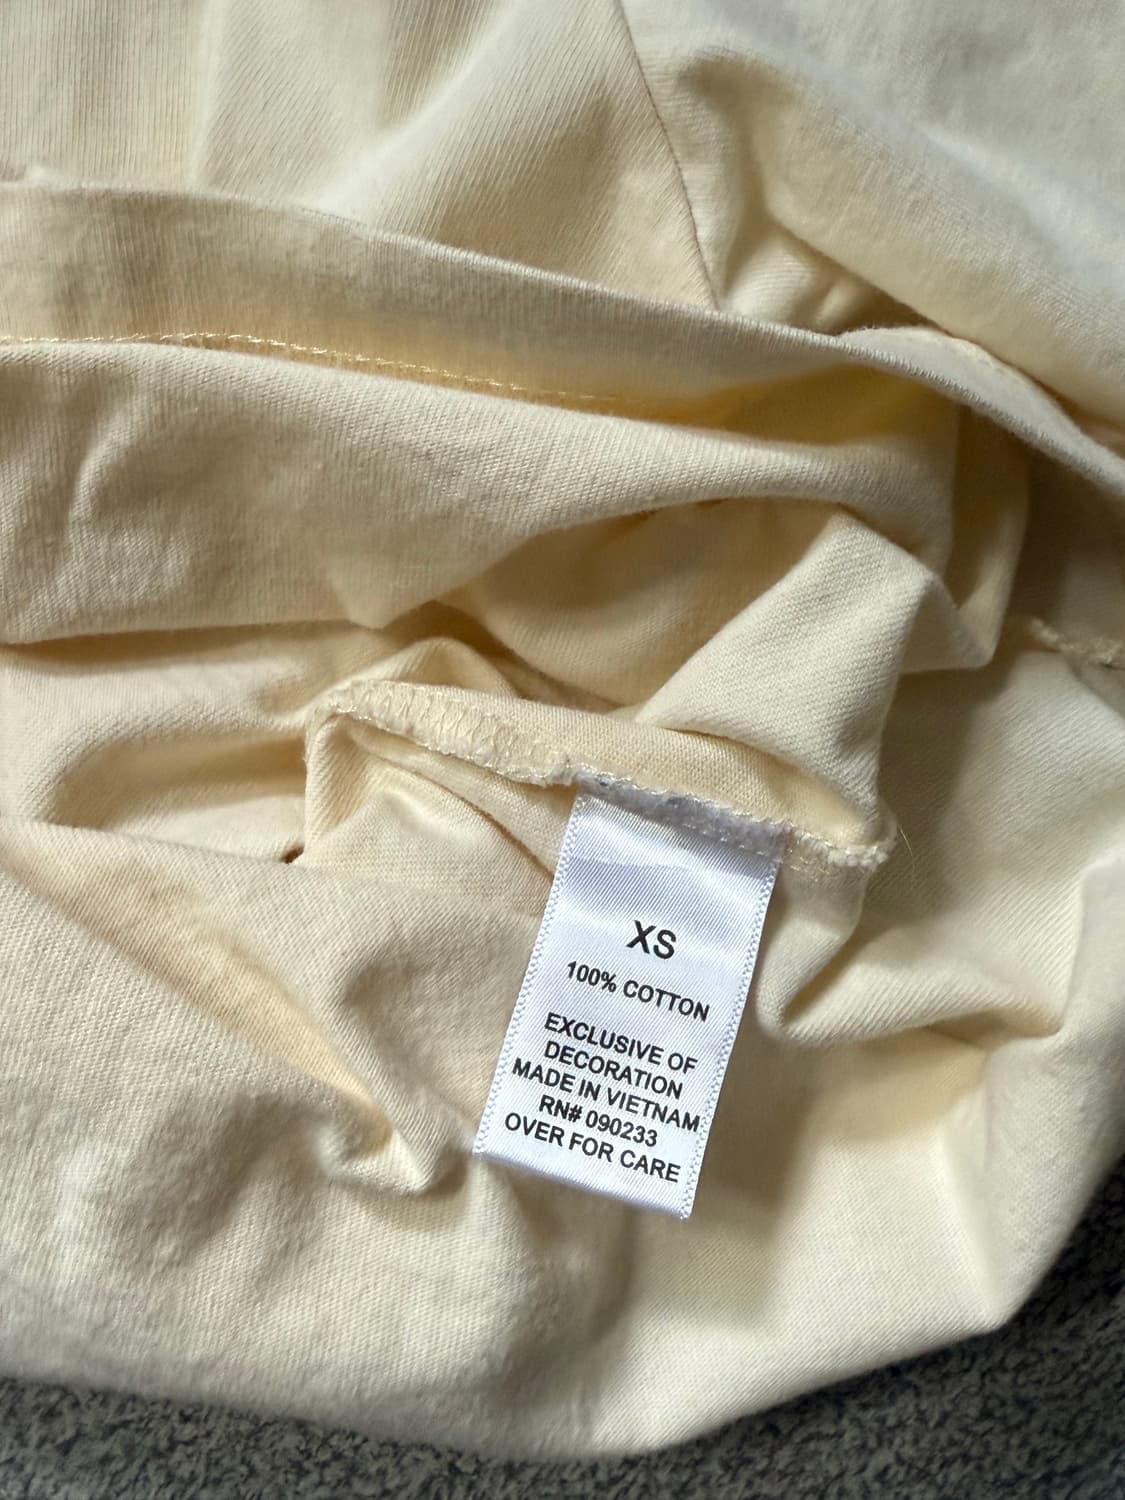 XS
100% COTTON
EXCLUSIVE OF
DECORATION
MADE IN VIETNAM
RN# 090233
OVER FOR CARE